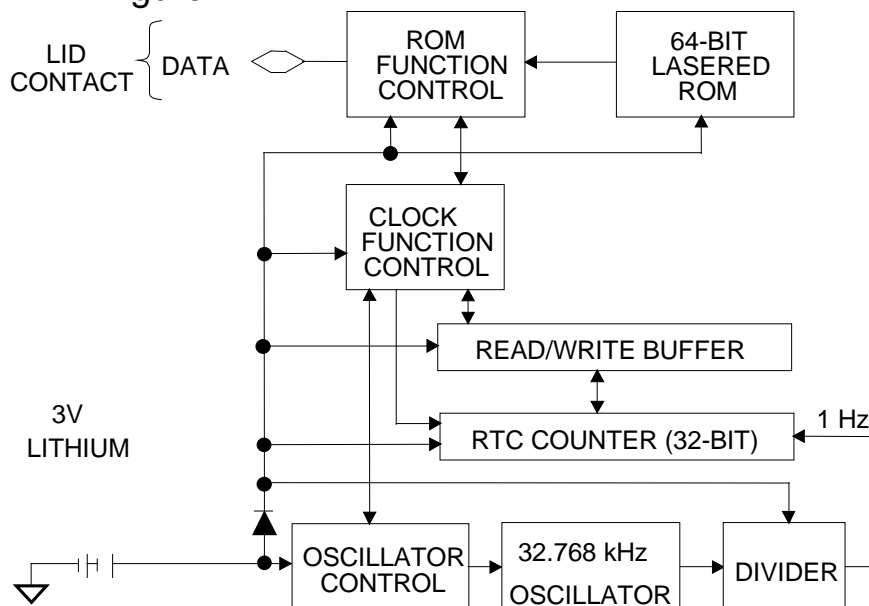 LID
CONTACT
DATA
ROM
FUNCTION
CONTROL
64-BIT
LASERED
ROM
CLOCK
FUNCTION
CONTROL
READ/WRITE BUFFER
3V
LITHIUM
RTC COUNTER (32-BIT)
1 Hz
OSCILLATOR
CONTROL
32.768 kHz
OSCILLATOR
DIVIDER